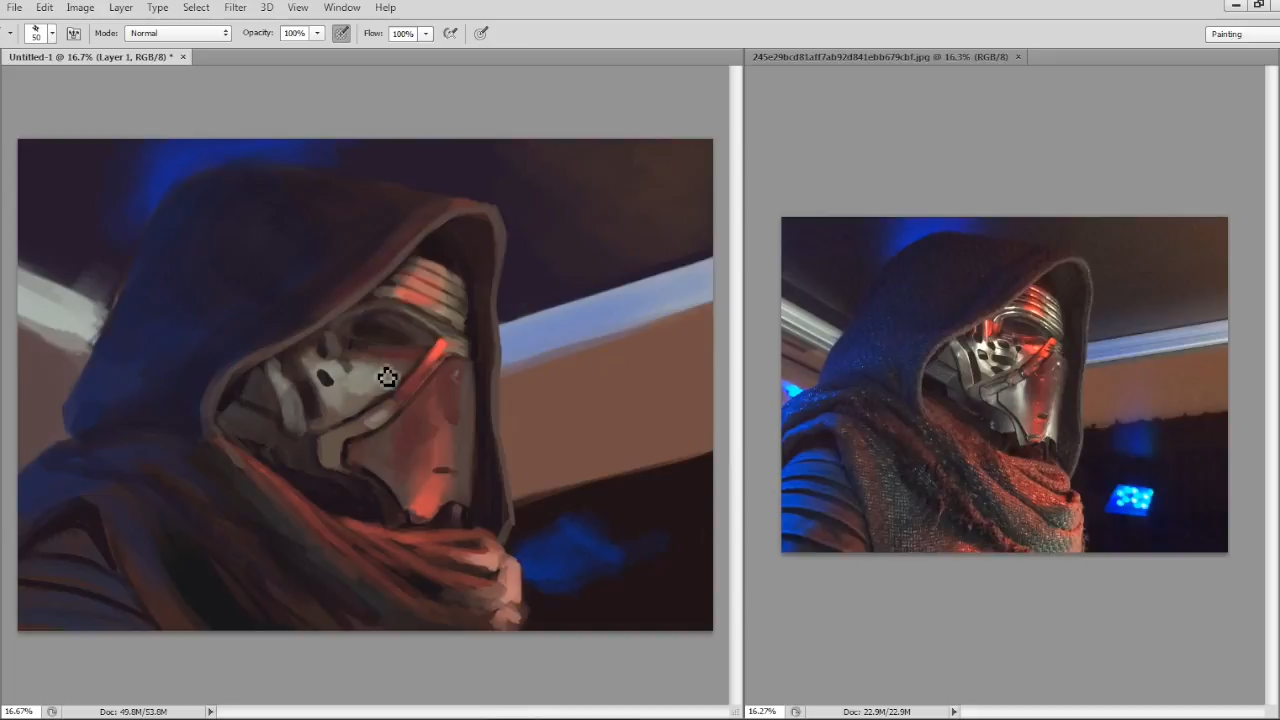 File Edit Image Layer Type Select Filter 3D View Window Help
50 Mode: Normal Opacity: 100% Flow: 100% Painting
Untitled-1 @ 16.7% (Layer 1, RGB/8) * × 245e29bcd81aff7ab92d841ebb679cbf.jpg @ 16.3% (RGB/8) ×
16.67% Doc: 49.8M/53.8M 16.27% Doc: 22.9M/22.9M